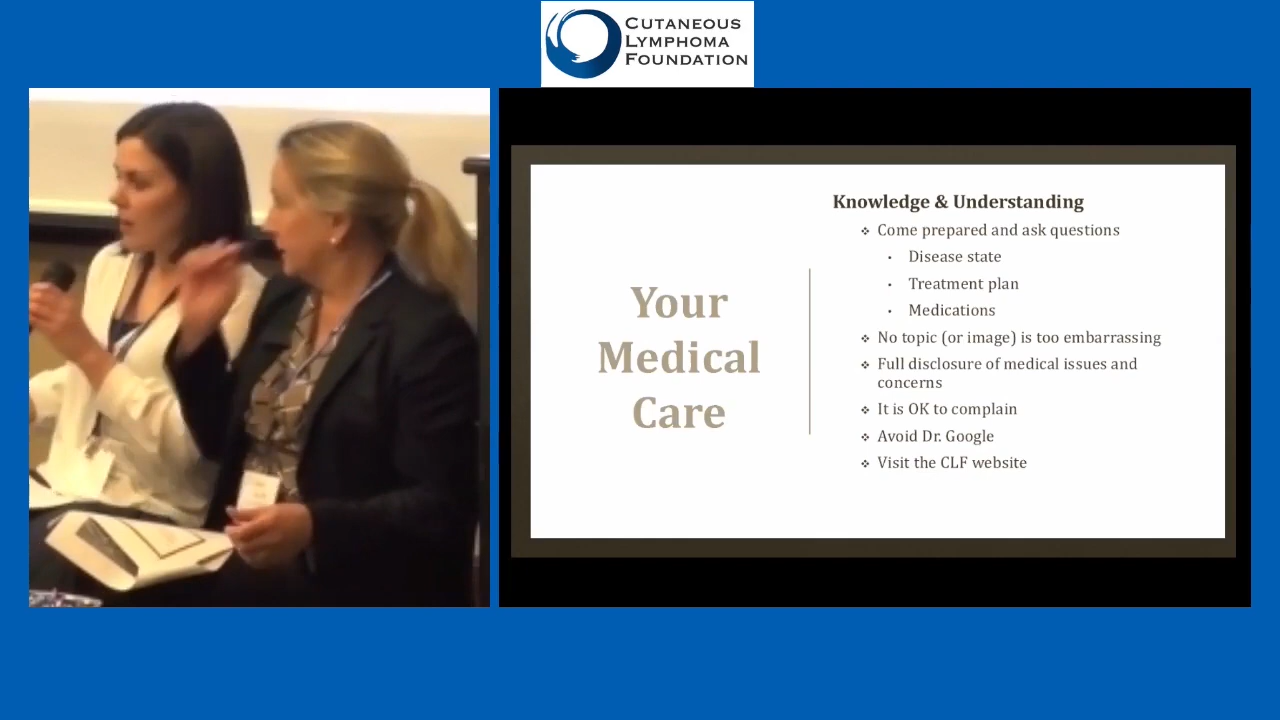 CUTANEOUS
LYMPHOMA
FOUNDATION
Your
Medical
Care
Knowledge & Understanding
Come prepared and ask questions
Disease state
Treatment plan
Medications
No topic (or image) is too embarrassing
Full disclosure of medical issues and
concerns
It is OK to complain
Avoid Dr. Google
Visit the CLF website